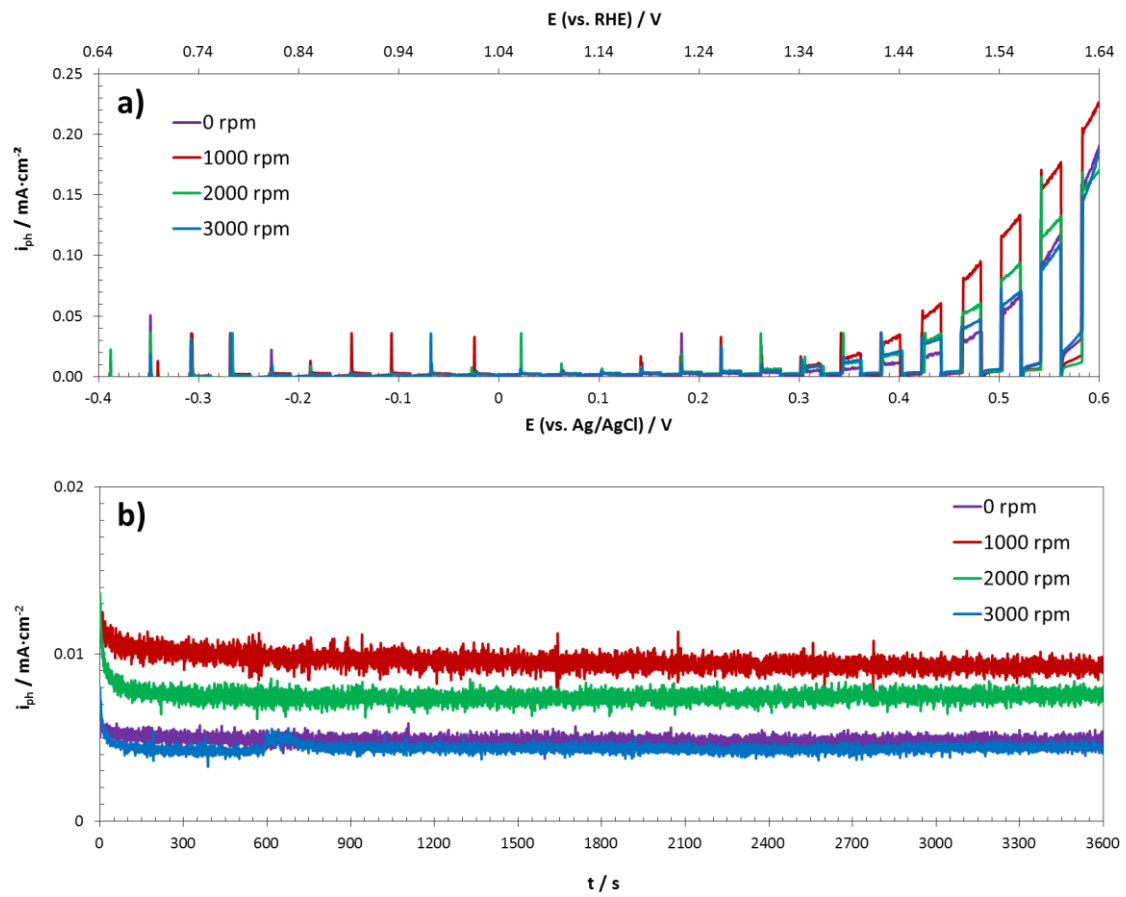 E (vs. RHE) / V
0.64 0.74 0.84 0.94 1.04 1.14 1.24 1.34 1.44 1.54 1.64
a)
0 rpm
1000 rpm
2000 rpm
3000 rpm
i_ph / mA·cm⁻²
0.25
0.20
0.15
0.10
0.05
0.00
-0.4 -0.3 -0.2 -0.1 0 0.1 0.2 0.3 0.4 0.5 0.6
E (vs. Ag/AgCl) / V
b)
0 rpm
1000 rpm
2000 rpm
3000 rpm
i_ph / mA·cm⁻²
0.02
0.01
0
0 300 600 900 1200 1500 1800 2100 2400 2700 3000 3300 3600
t / s